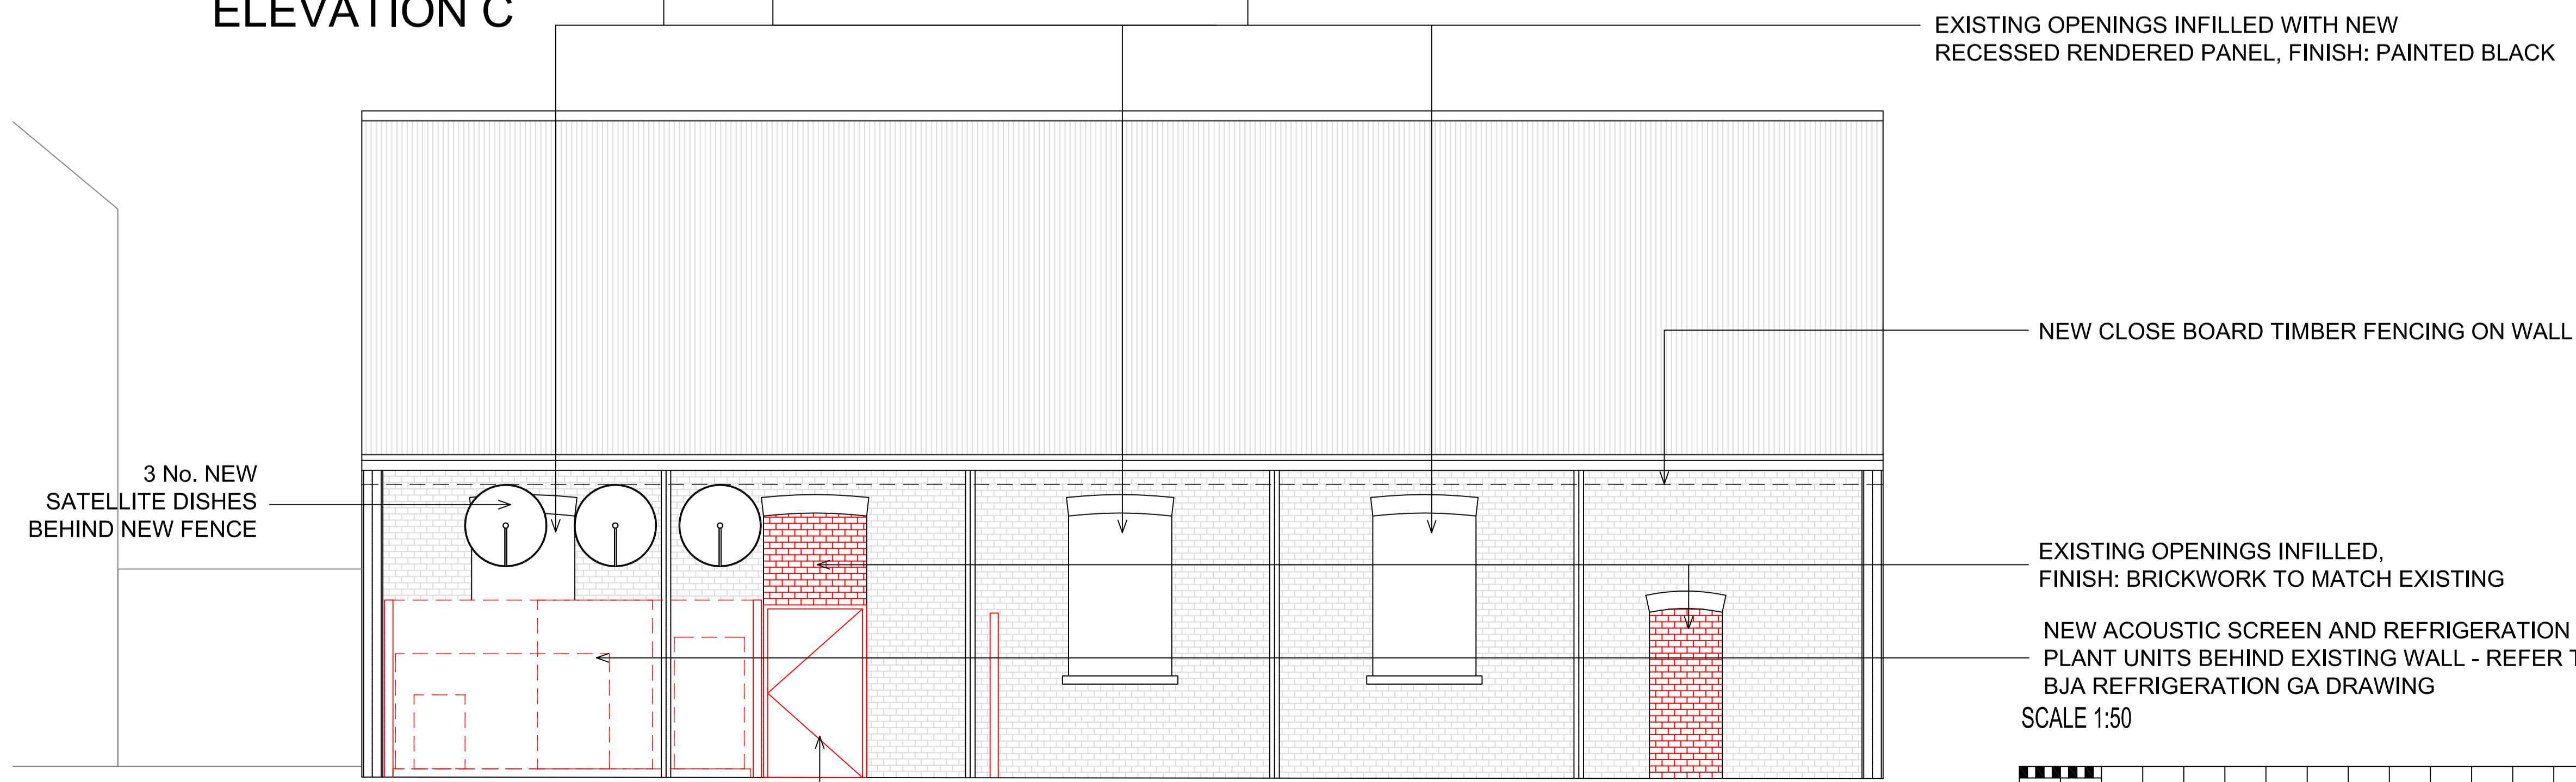 ELEVATION C
EXISTING OPENINGS INFILLED WITH NEW
RECESSED RENDERED PANEL, FINISH: PAINTED BLACK
NEW CLOSE BOARD TIMBER FENCING ON WALL
3 No. NEW
SATELLITE DISHES
BEHIND NEW FENCE
EXISTING OPENINGS INFILLED,
FINISH: BRICKWORK TO MATCH EXISTING
NEW ACOUSTIC SCREEN AND REFRIGERATION
PLANT UNITS BEHIND EXISTING WALL - REFER
BJA REFRIGERATION GA DRAWING
SCALE 1:50